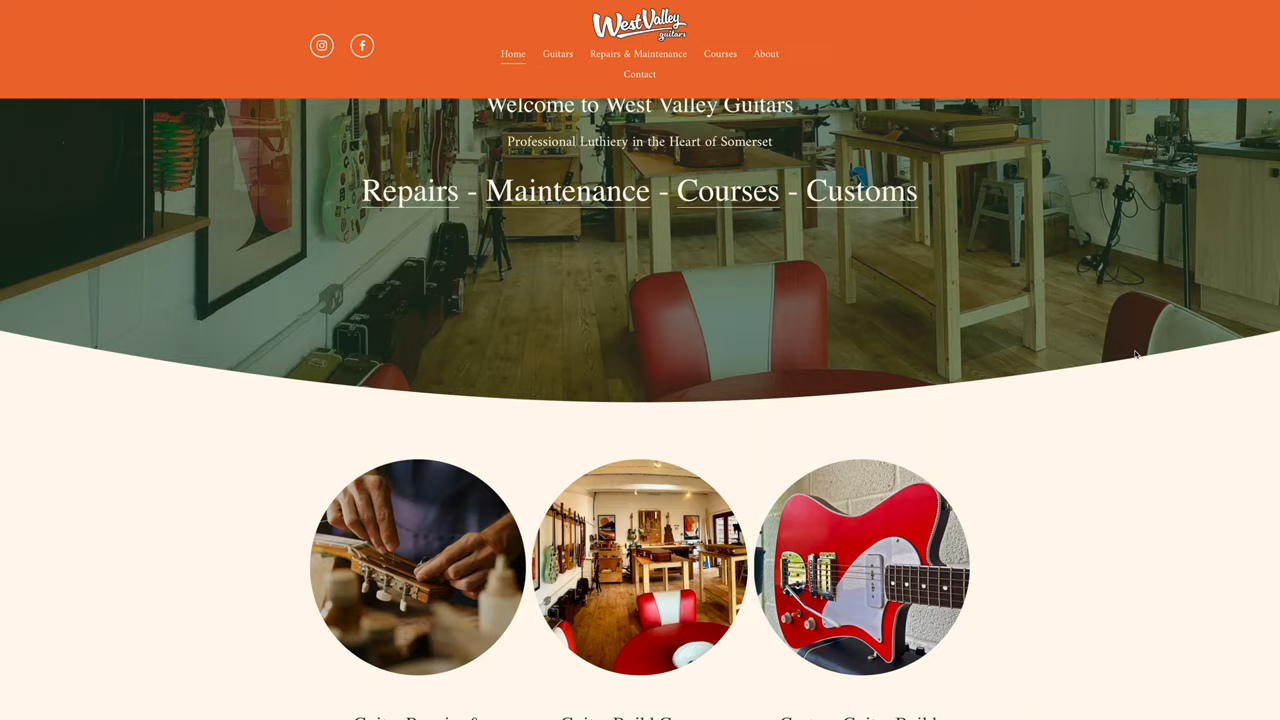 West Valley
guitars
Home Guitars Repairs & Maintenance Courses About
Contact
Welcome to West Valley Guitars
Professional Luthiery in the Heart of Somerset
Repairs - Maintenance - Courses - Customs